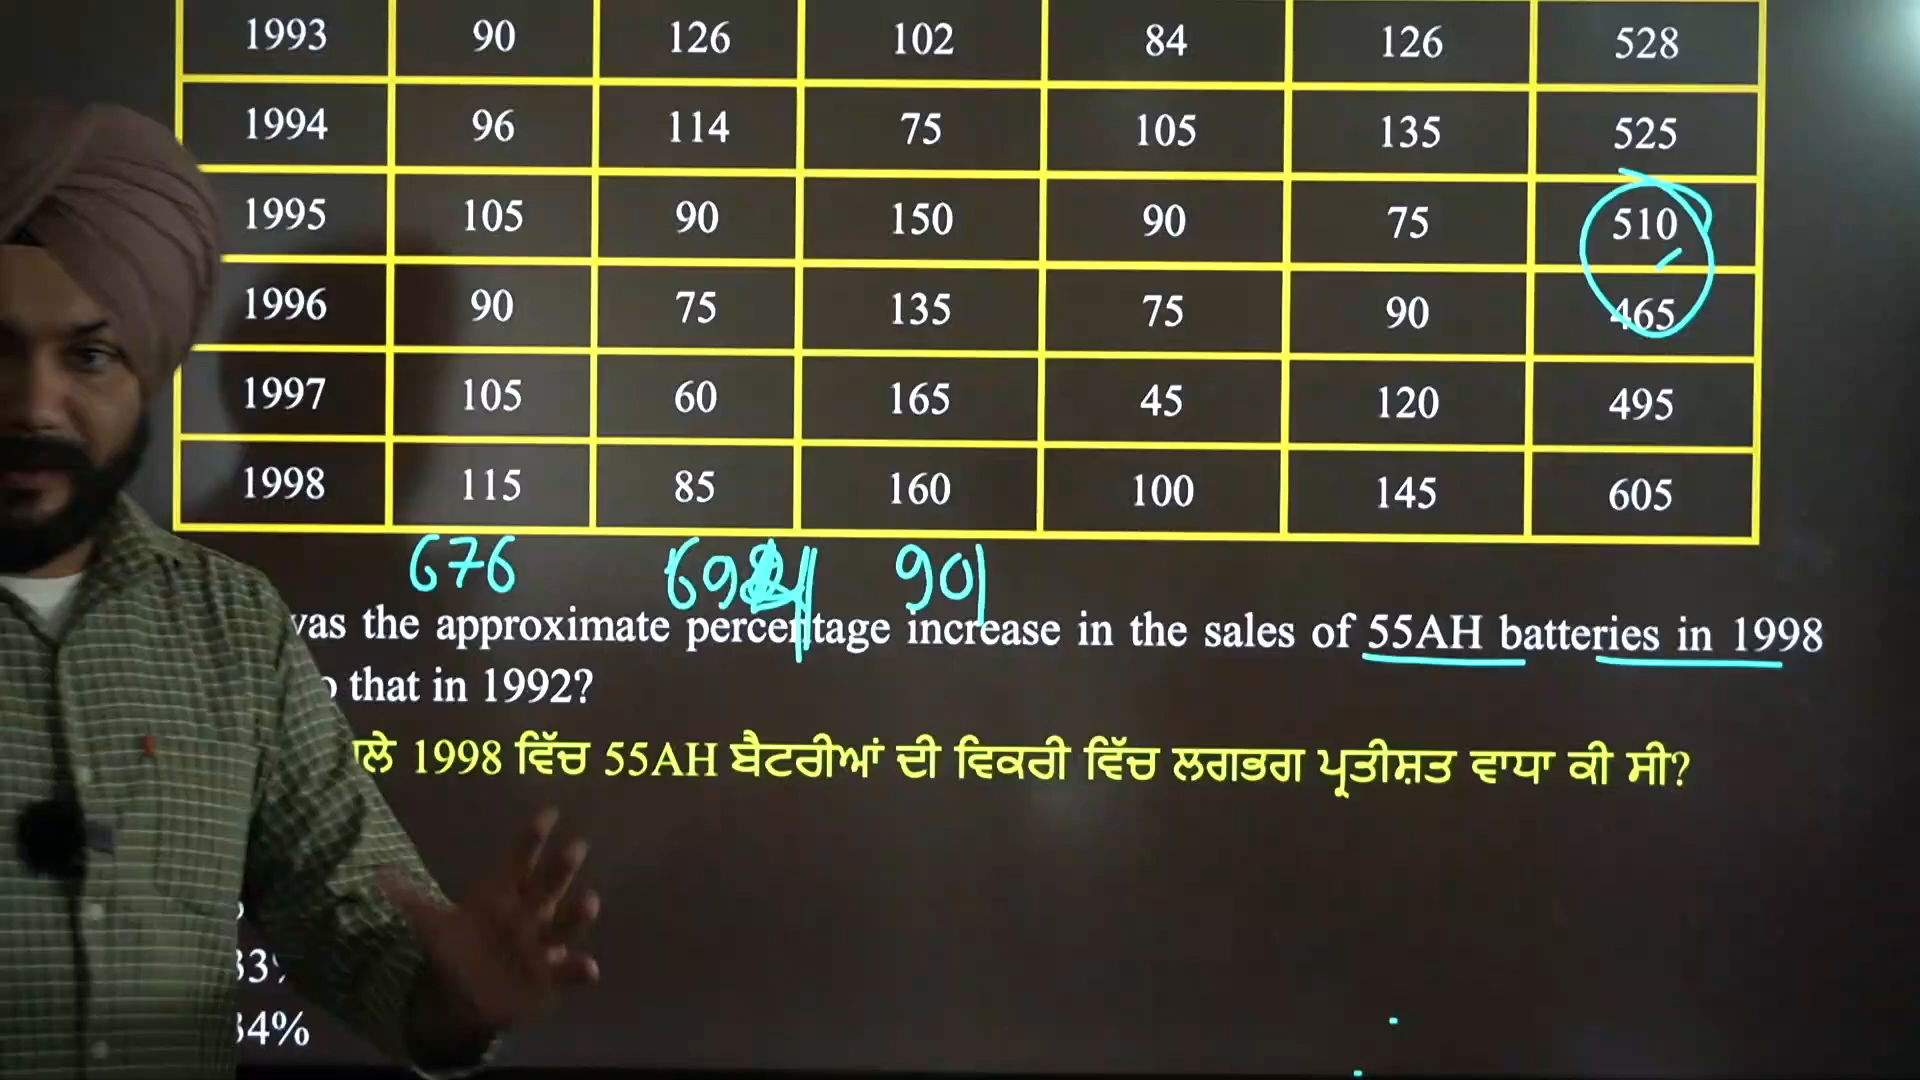 1993 90 126 102 84 126 528
1994 96 114 75 105 135 525
1995 105 90 150 90 75 510
1996 90 75 135 75 90 465
1997 105 60 165 45 120 495
1998 115 85 160 100 145 605
676 901
the approximate percentage increase in the sales of 55AH batteries in 1998
that in 1992?
1998 ਵਿੱਚ 55AH ਬੈਟਰੀਆਂ ਦੀ ਵਿਕਰੀ ਵਿੱਚ ਲਗਭਗ ਪ੍ਰਤੀਸ਼ਤ ਵਾਧਾ ਕੀ ਸੀ?